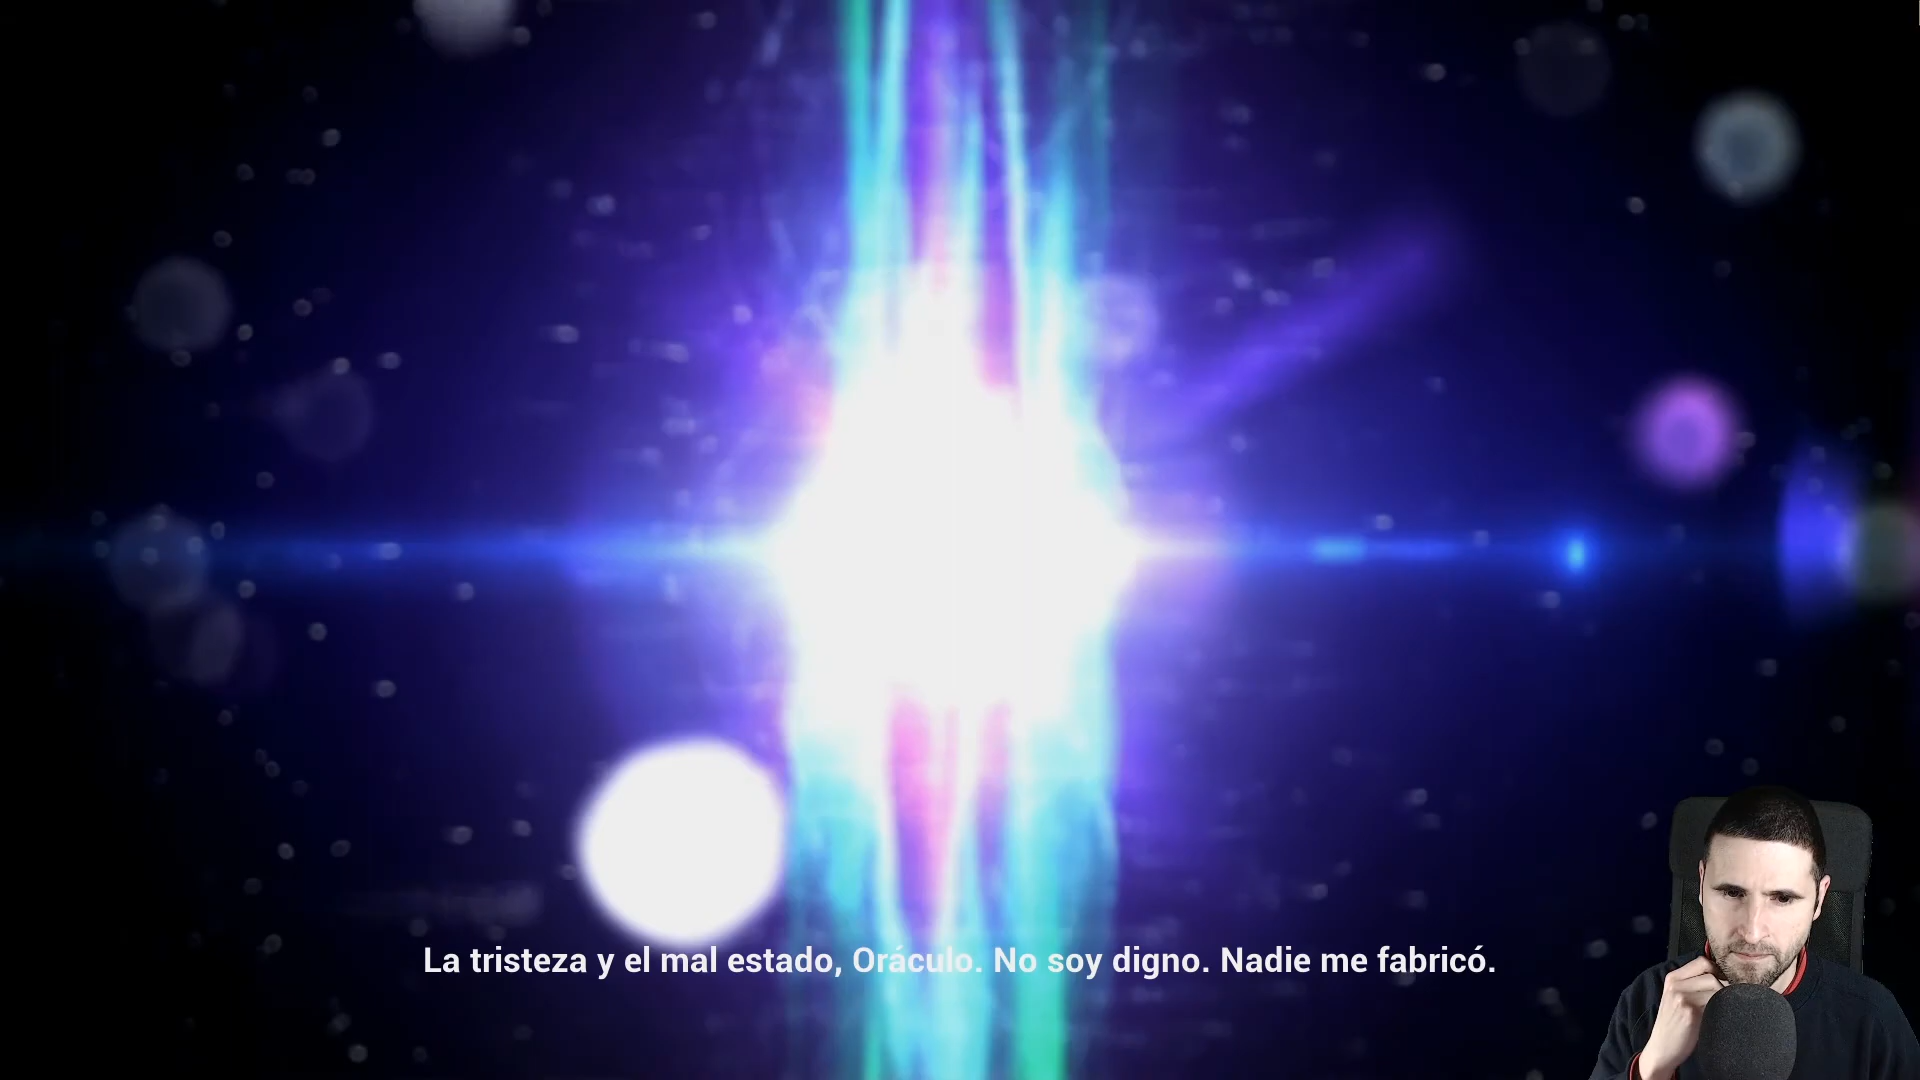 La tristeza y el mal estado, Oráculo. No soy digno. Nadie me fabricó.